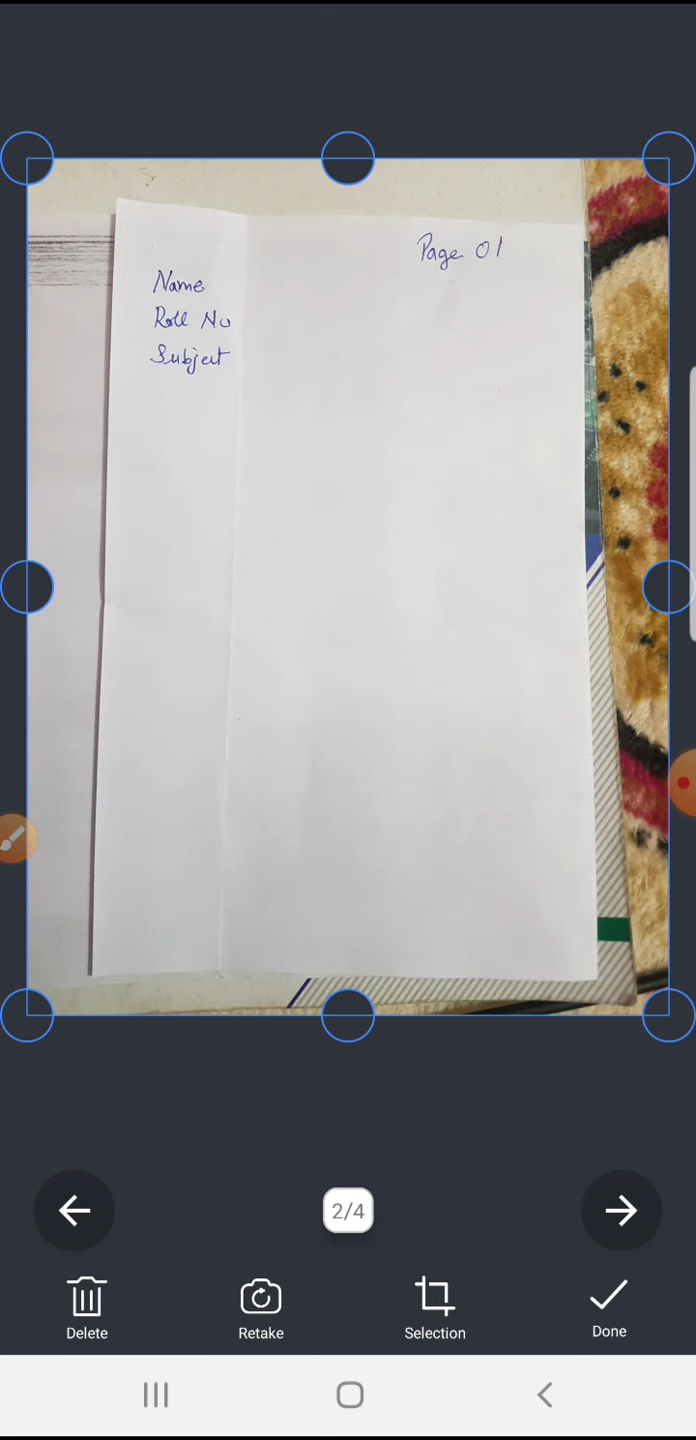 Page 01
Name
Roll No
Subject
2/4
Delete
Retake
Selection
Done